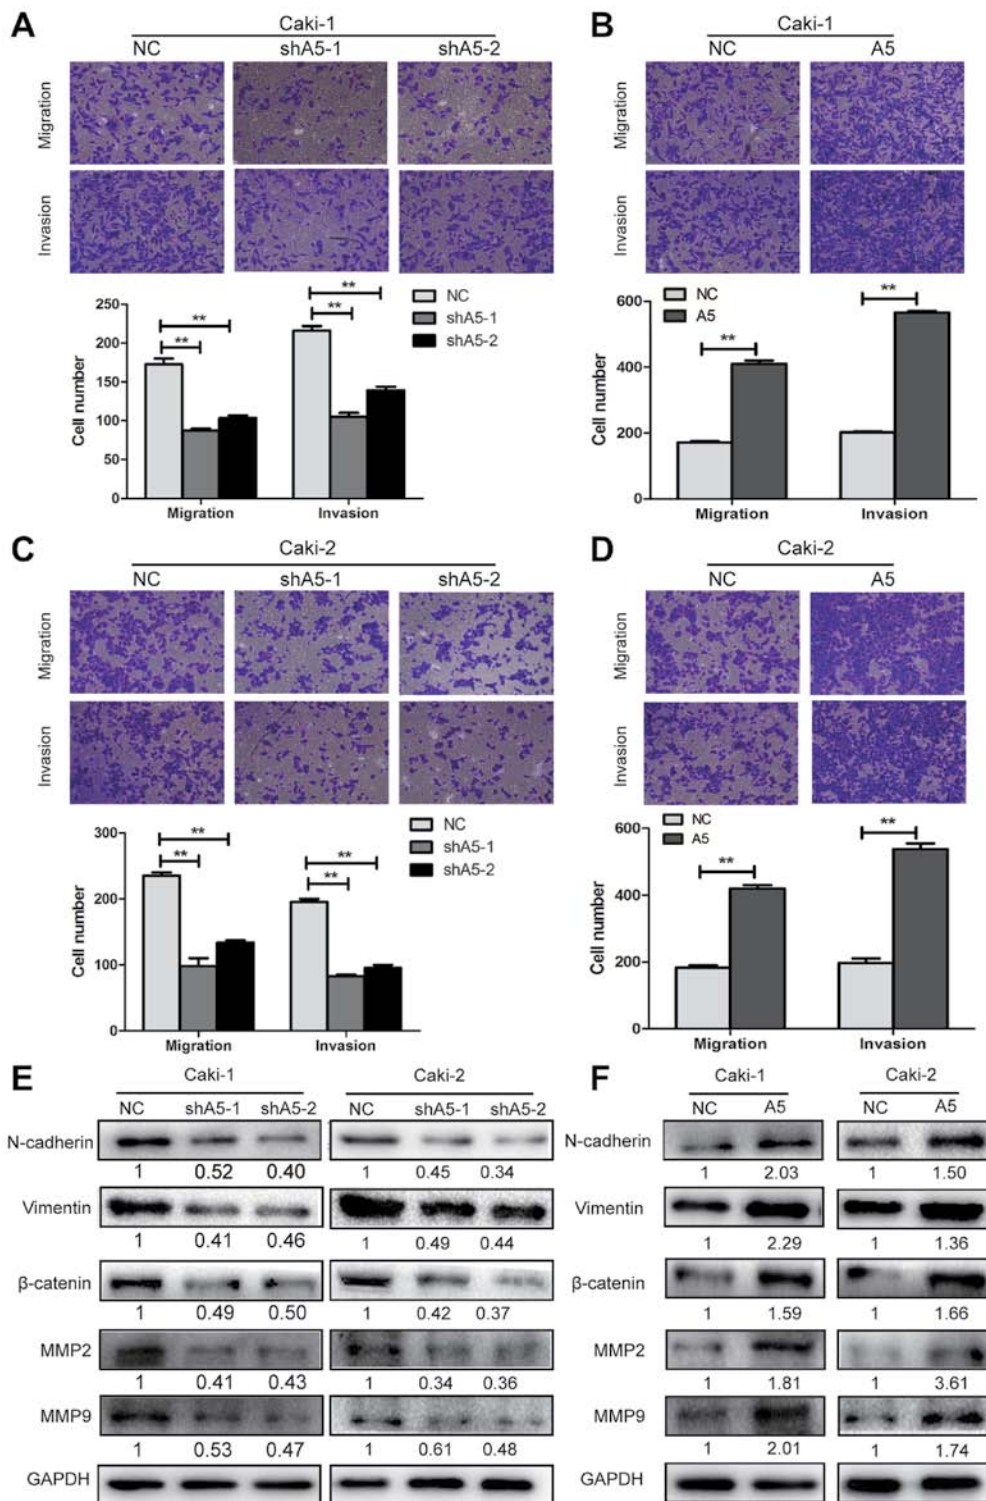 A
Caki-1
NC shA5-1 shA5-2
Migration
Invasion
** ** ** **
NC
shA5-1
shA5-2
Cell number
250
200
150
100
50
0
Migration Invasion
B
Caki-1
NC A5
Migration
Invasion
** **
NC
A5
Cell number
600
400
200
0
Migration Invasion
C
Caki-2
NC shA5-1 shA5-2
Migration
Invasion
** ** ** **
NC
shA5-1
shA5-2
Cell number
300
200
100
0
Migration Invasion
D
Caki-2
NC A5
Migration
Invasion
** **
NC
A5
Cell number
600
400
200
0
Migration Invasion
E
Caki-1 Caki-2
NC shA5-1 shA5-2 NC shA5-1 shA5-2
N-cadherin
1 0.52 0.40 1 0.45 0.34
Vimentin
1 0.41 0.46 1 0.49 0.44
β-catenin
1 0.49 0.50 1 0.42 0.37
MMP2
1 0.41 0.43 1 0.34 0.36
MMP9
1 0.53 0.47 1 0.61 0.48
GAPDH
F
Caki-1 Caki-2
NC A5 NC A5
N-cadherin
1 2.03 1 1.50
Vimentin
1 2.29 1 1.36
β-catenin
1 1.59 1 1.66
MMP2
1 1.81 1 3.61
MMP9
1 2.01 1 1.74
GAPDH